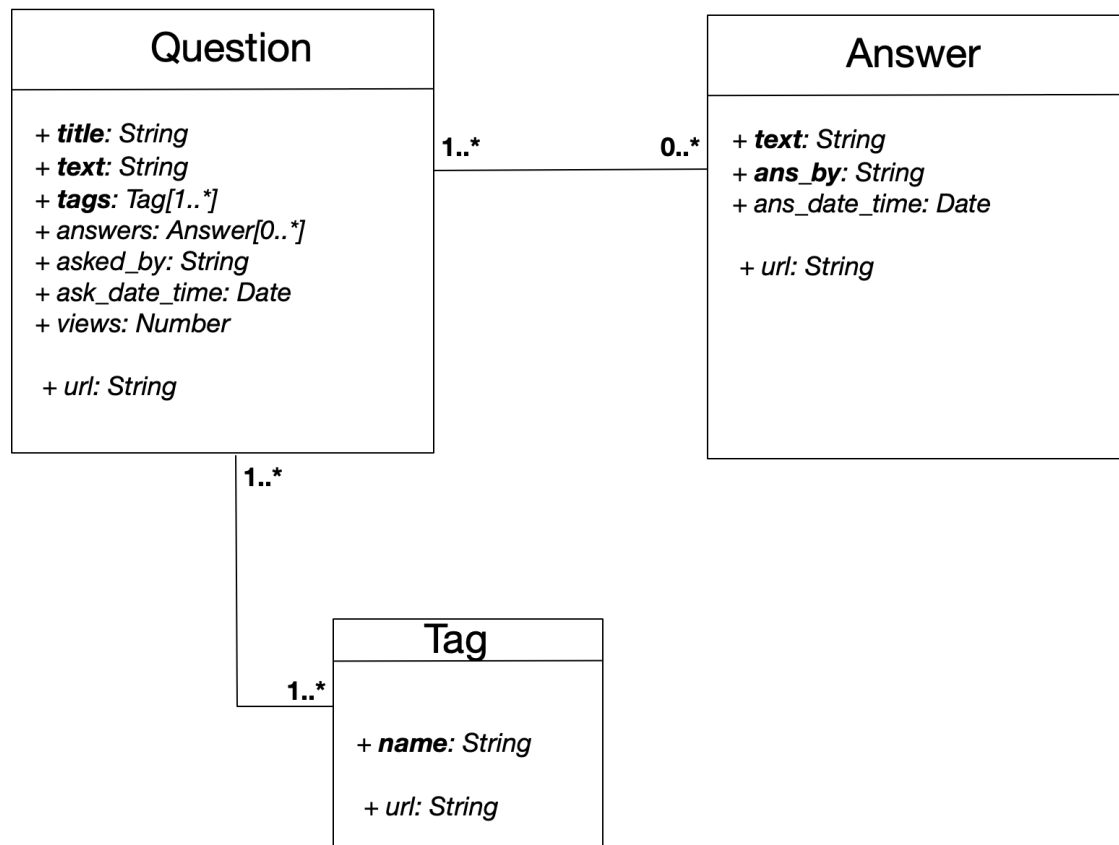 Question
+ title: String
+ text: String
+ tags: Tag[1..*]
+ answers: Answer[0..*]
+ asked_by: String
+ ask_date_time: Date
+ views: Number
+ url: String
1..*
0..*
Answer
+ text: String
+ ans_by: String
+ ans_date_time: Date
+ url: String
1..*
1..*
Tag
+ name: String
+ url: String